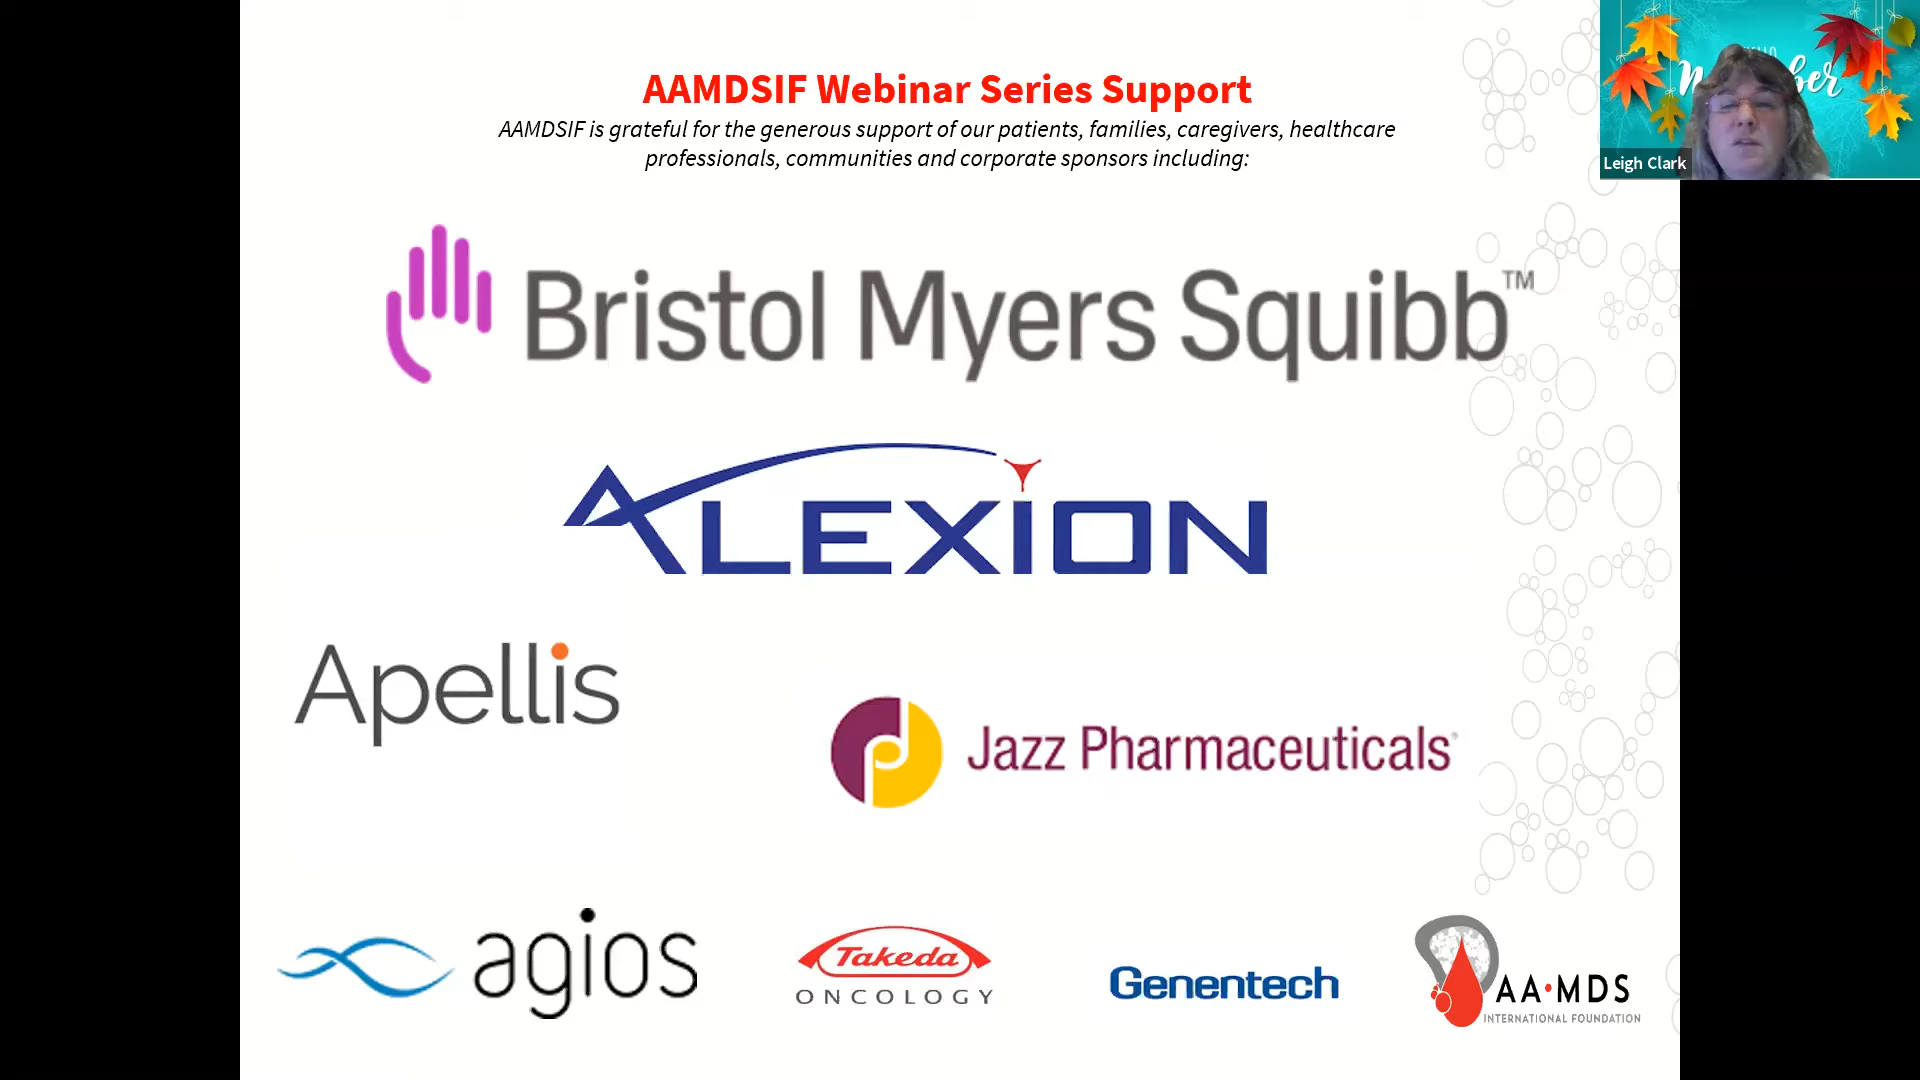 AAMDSIF Webinar Series Support
AAMDSIF is grateful for the generous support of our patients, families, caregivers, healthcare
professionals, communities and corporate sponsors including:
Leigh Clark
Bristol Myers Squibb™
ALEXION
Apellis
Jazz Pharmaceuticals
agios
Takeda
ONCOLOGY
Genentech
AA•MDS
INTERNATIONAL FOUNDATION